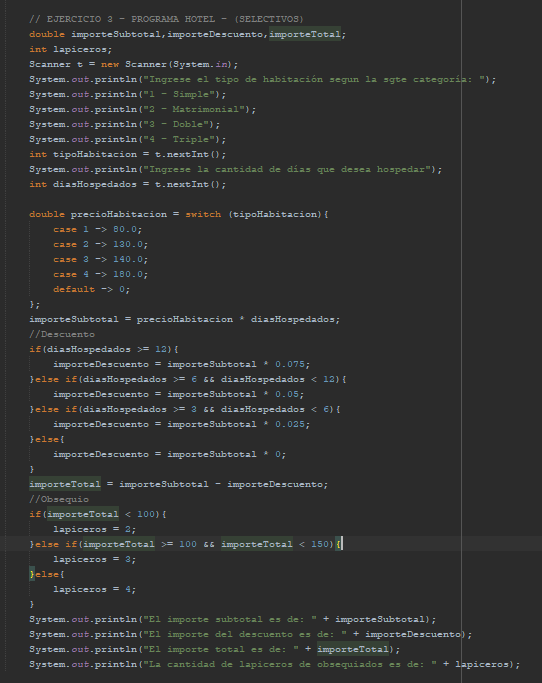 // EJERCICIO 3 - PROGRAMA HOTEL - (SELECTIVOS)
double importeSubtotal,importeDescuento,importeTotal;
int lapiceros;
Scanner t = new Scanner(System.in);
System.out.println("Ingrese el tipo de habitación segun la sgte categoría: ");
System.out.println("1 - Simple");
System.out.println("2 - Matrimonial");
System.out.println("3 - Doble");
System.out.println("4 - Triple");
int tipoHabitacion = t.nextInt();
System.out.println("Ingrese la cantidad de días que desea hospedar");
int diasHospedados = t.nextInt();
double precioHabitacion = switch (tipoHabitacion){
case 1 -> 80.0;
case 2 -> 130.0;
case 3 -> 140.0;
case 4 -> 180.0;
default -> 0;
};
importeSubtotal = precioHabitacion * diasHospedados;
//Descuento
if(diasHospedados >= 12){
importeDescuento = importeSubtotal * 0.075;
}else if(diasHospedados >= 6 && diasHospedados < 12){
importeDescuento = importeSubtotal * 0.05;
}else if(diasHospedados >= 3 && diasHospedados < 6){
importeDescuento = importeSubtotal * 0.025;
}else{
importeDescuento = importeSubtotal * 0;
}
importeTotal = importeSubtotal - importeDescuento;
//Obsequio
if(importeTotal < 100){
lapiceros = 2;
}else if(importeTotal >= 100 && importeTotal < 150){
lapiceros = 3;
}else{
lapiceros = 4;
}
System.out.println("El importe subtotal es de: " + importeSubtotal);
System.out.println("El importe del descuento es de: " + importeDescuento);
System.out.println("El importe total es de: " + importeTotal);
System.out.println("La cantidad de lapiceros de obsequiados es de: " + lapiceros);